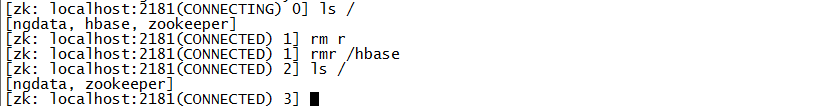 [zk: localhost:2181(CONNECTING) 0] ls /
[ngdata, hbase, zookeeper]
[zk: localhost:2181(CONNECTED) 1] rm r
[zk: localhost:2181(CONNECTED) 1] rmr /hbase
[zk: localhost:2181(CONNECTED) 2] ls /
[ngdata, zookeeper]
[zk: localhost:2181(CONNECTED) 3]